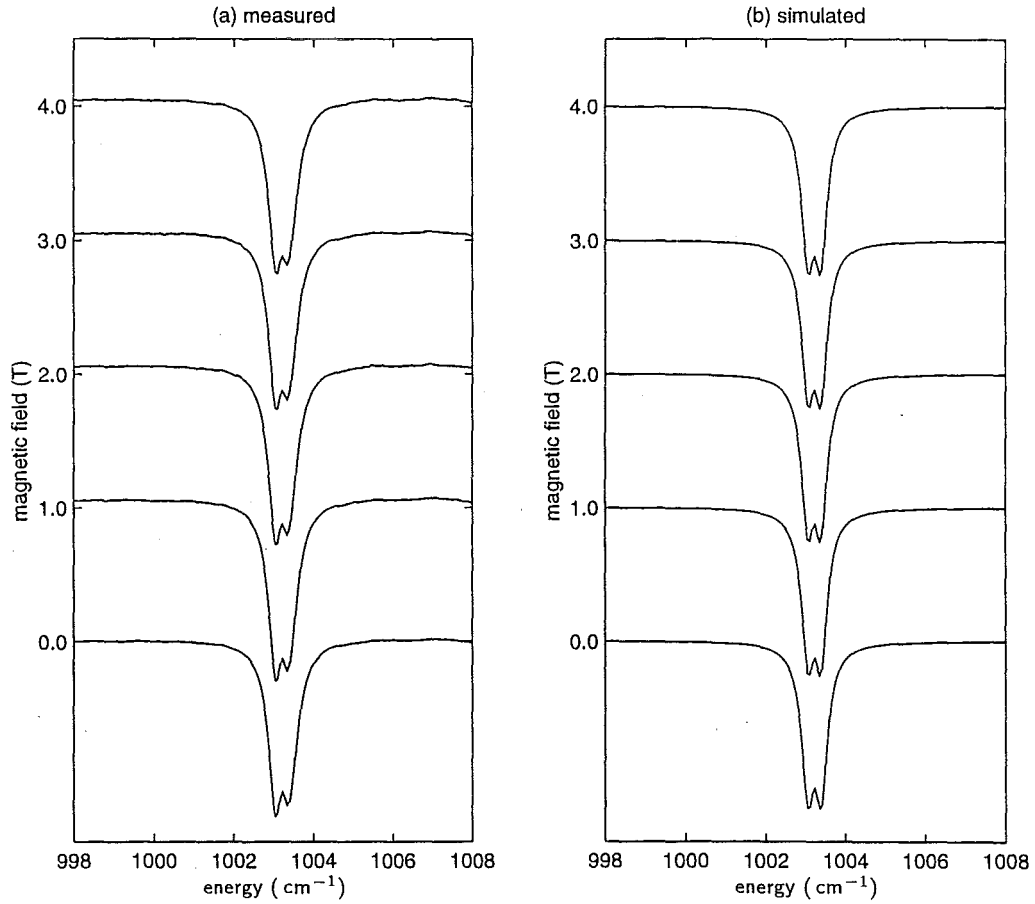 (a) measured
(b) simulated
4.0
3.0
2.0
1.0
0.0
magnetic field (T)
998 1000 1002 1004 1006 1008
energy ( cm⁻¹ )
4.0
3.0
2.0
1.0
0.0
magnetic field (T)
998 1000 1002 1004 1006 1008
energy ( cm⁻¹ )